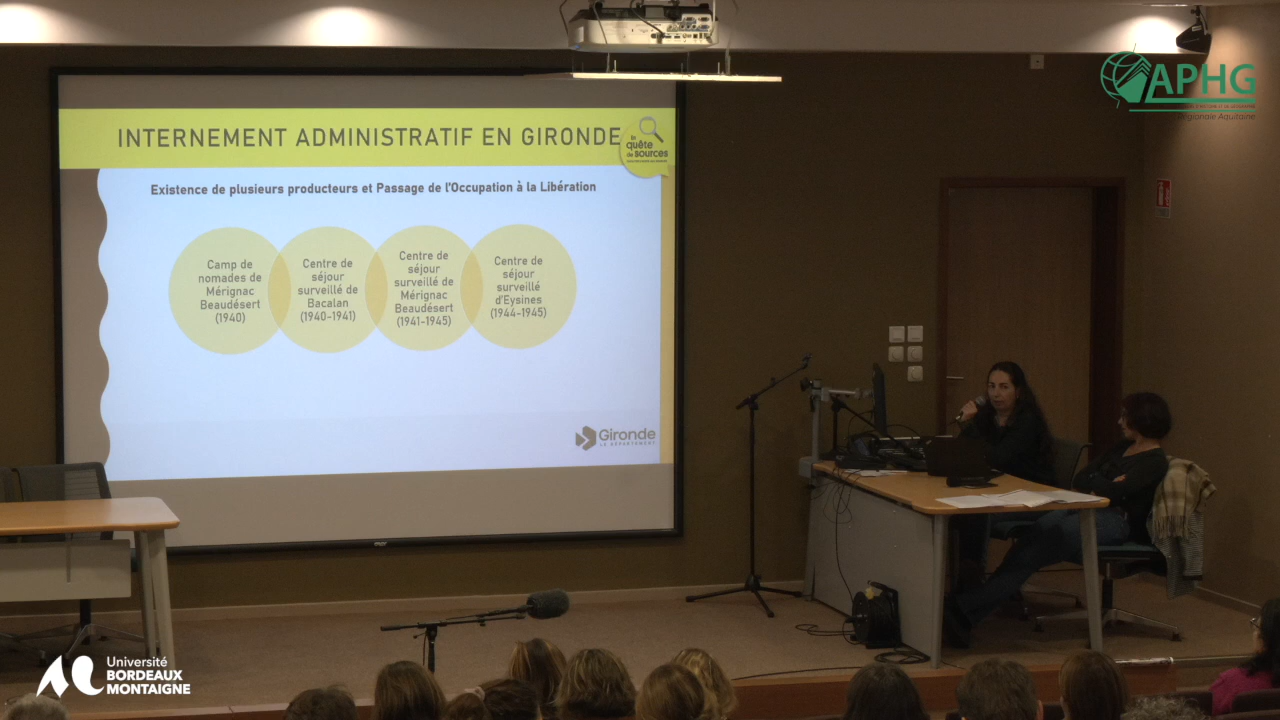 INTERNEMENT ADMINISTRATIF EN GIRONDE
la
quête
de sources
Existence de plusieurs producteurs et Passage de l'Occupation à la Libération
Camp de
nomades de
Mérignac
Beaudésert
(1940)
Centre de
séjour
surveillé de
Bacalan
(1940-1941)
Centre de
séjour
surveillé de
Mérignac
Beaudésert
(1941-1945)
Centre de
séjour
surveillé
d'Eysines
(1944-1945)
Gironde
LE DÉPARTEMENT
APHG
Régionale Aquitaine
Université
BORDEAUX
MONTAIGNE